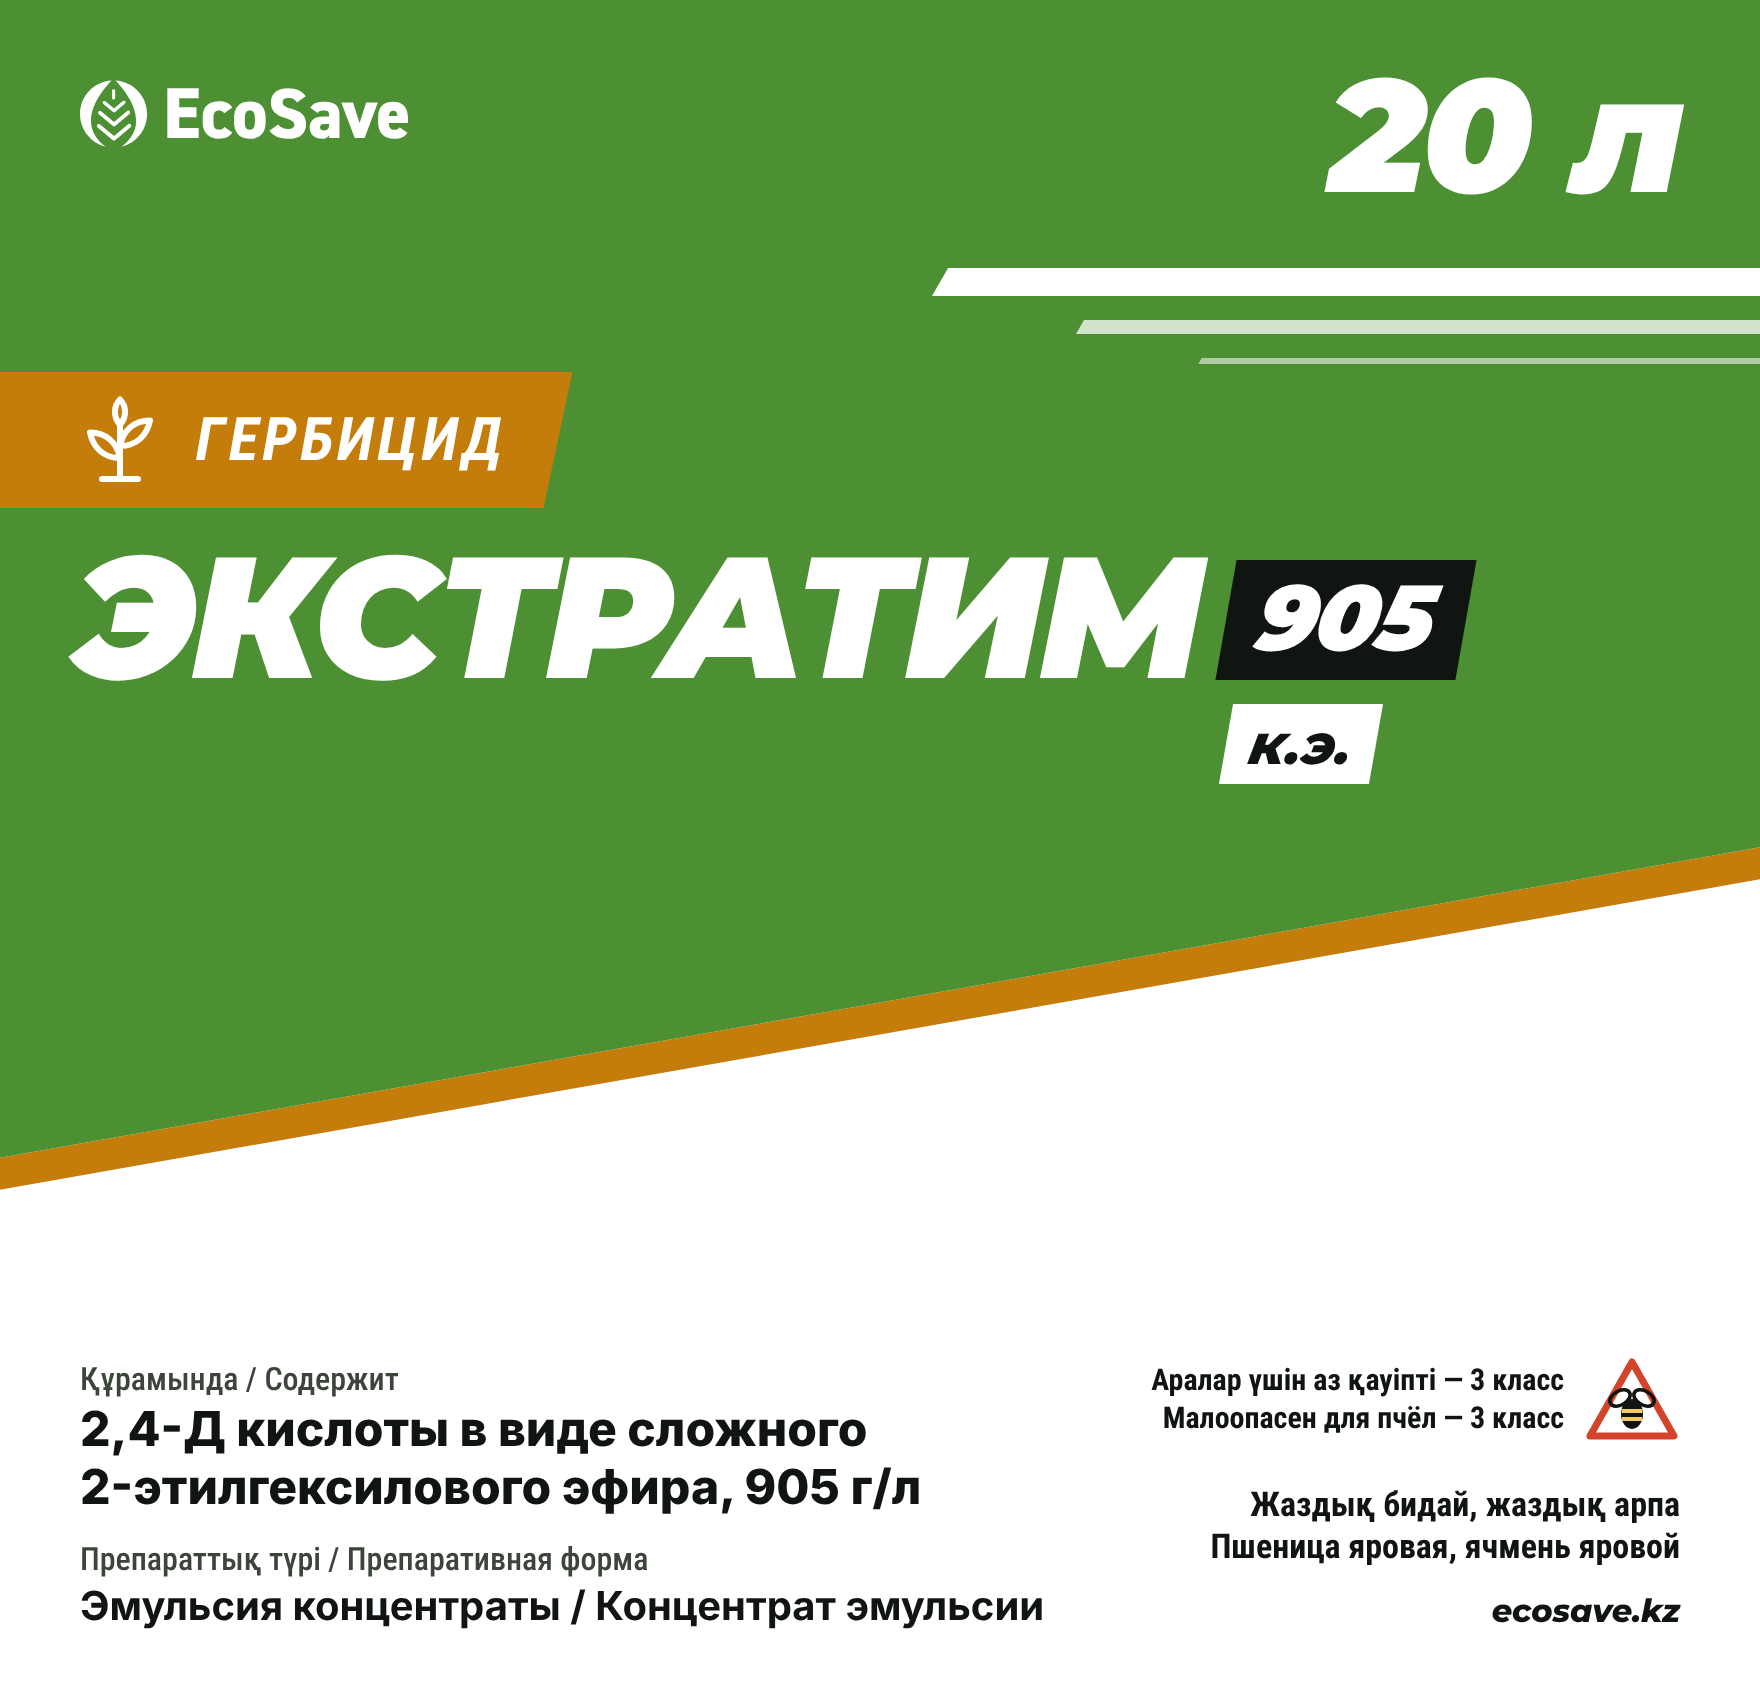 EcoSave
20 л
ГЕРБИЦИД
ЭКСТРАТИМ 905
к.э.
Құрамында / Содержит
2,4-Д кислоты в виде сложного
2-этилгексилового эфира, 905 г/л
Препараттық түрі / Препаративная форма
Эмульсия концентраты / Концентрат эмульсии
Аралар үшін аз қауіпті — 3 класс
Малоопасен для пчёл — 3 класс
Жаздық бидай, жаздық арпа
Пшеница яровая, ячмень яровой
ecosave.kz